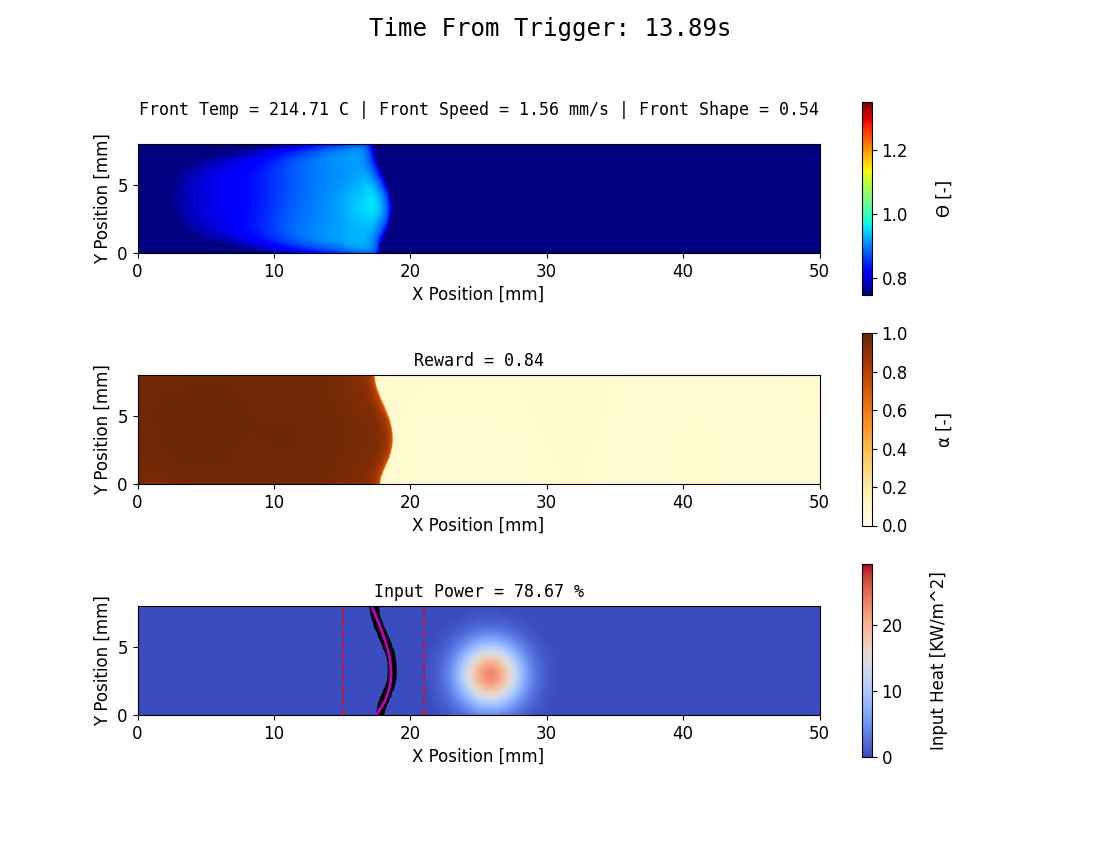 Time From Trigger: 13.89s
Front Temp = 214.71 C | Front Speed = 1.56 mm/s | Front Shape = 0.54
Y Position [mm]
5
0
0 10 20 30 40 50
X Position [mm]
1.2
1.0
0.8
Θ [-]
Reward = 0.84
Y Position [mm]
5
0
0 10 20 30 40 50
X Position [mm]
1.0
0.8
0.6
0.4
0.2
0.0
α [-]
Input Power = 78.67 %
Y Position [mm]
5
0
0 10 20 30 40 50
X Position [mm]
20
10
0
Input Heat [KW/m^2]